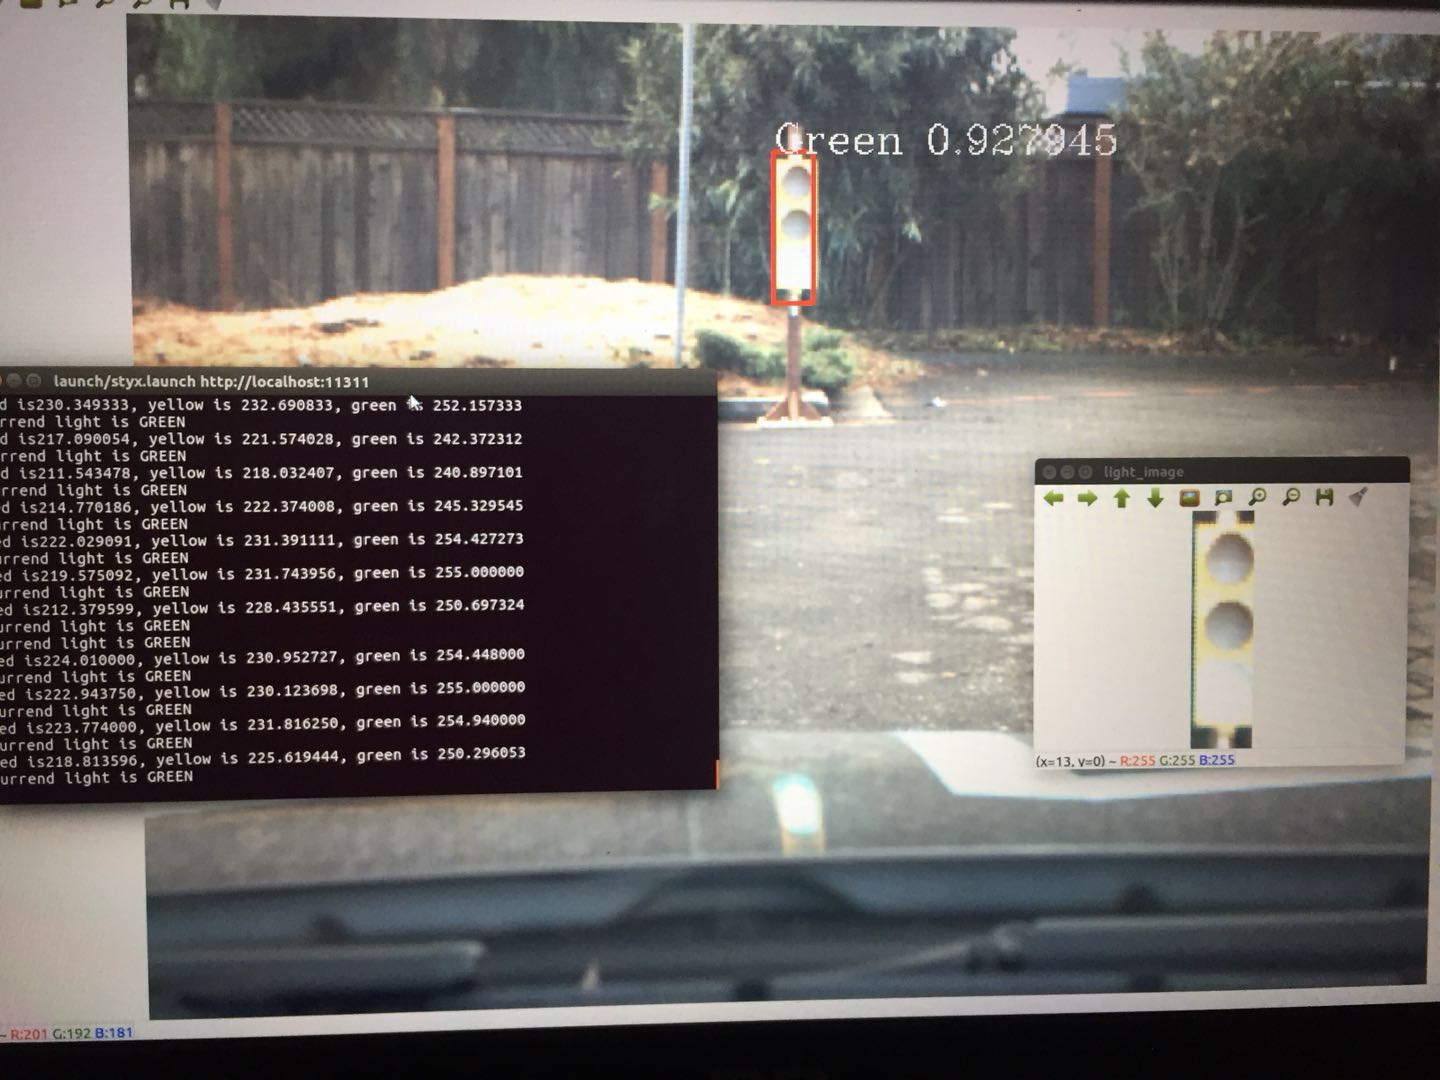 Green 0.927945
launch/styx.launch http://localhost:11311
d is230.349333, yellow is 232.690833, green is 252.157333
rrend light is GREEN
d is217.090054, yellow is 221.574028, green is 242.372312
rrend light is GREEN
d is211.543478, yellow is 218.032407, green is 240.897101
rrend light is GREEN
d is214.770186, yellow is 222.374008, green is 245.329545
rrend light is GREEN
ed is222.029091, yellow is 231.391111, green is 254.427273
rrend light is GREEN
ed is219.575092, yellow is 231.743956, green is 255.000000
urrend light is GREEN
ed is212.379599, yellow is 228.435551, green is 250.697324
urrend light is GREEN
urrend light is GREEN
ed is224.010000, yellow is 230.952727, green is 254.448000
urrend light is GREEN
ed is222.943750, yellow is 230.123698, green is 255.000000
urrend light is GREEN
ed is223.774000, yellow is 231.816250, green is 254.940000
urrend light is GREEN
ed is218.813596, yellow is 225.619444, green is 250.296053
urrend light is GREEN
light_image
(x=13, y=0) ~ R:255 G:255 B:255
~ R:201 G:192 B:181